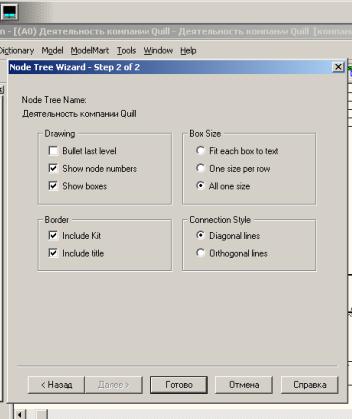 n - [(A0) Деятельность компании Quill - Деятельность компании Quill [компан
Dictionary Model ModelMart Tools Window Help
Node Tree Wizard - Step 2 of 2
Node Tree Name:
Деятельность компании Quill
Drawing
Bullet last level
Show node numbers
Show boxes
Box Size
Fit each box to text
One size per row
All one size
Border
Include Kit
Include title
Connection Style
Diagonal lines
Orthogonal lines
< Назад Далее > Готово Отмена Справка